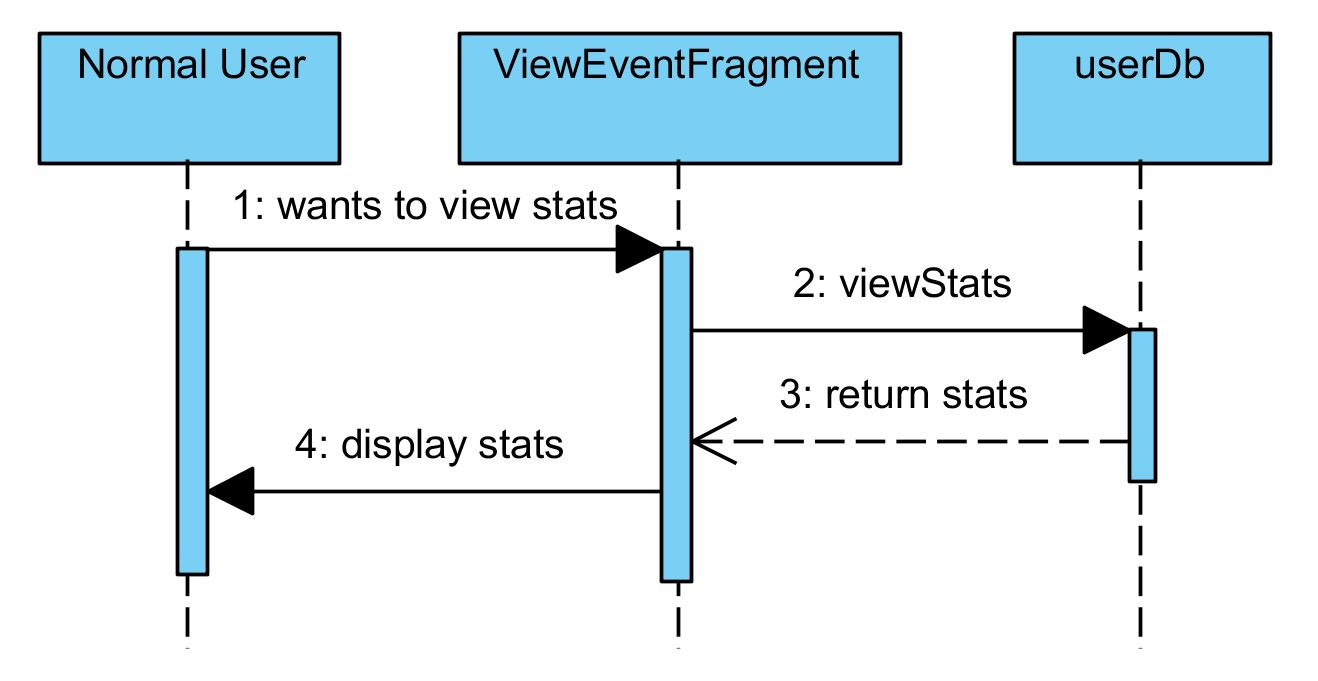 Normal User
ViewEventFragment
userDb
1: wants to view stats
2: viewStats
3: return stats
4: display stats